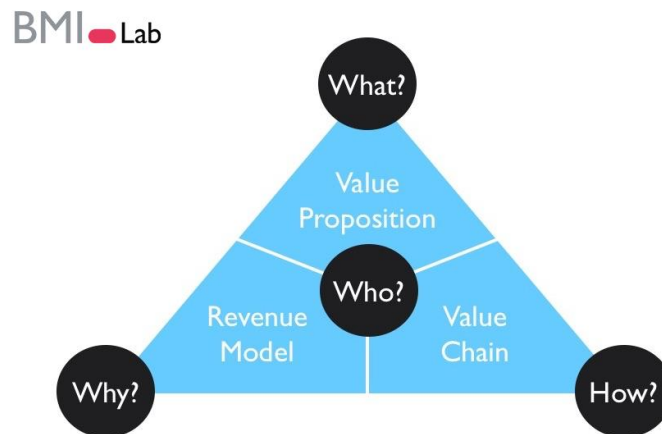 BMI Lab
What?
Value
Proposition
Who?
Revenue
Model
Value
Chain
Why?
How?